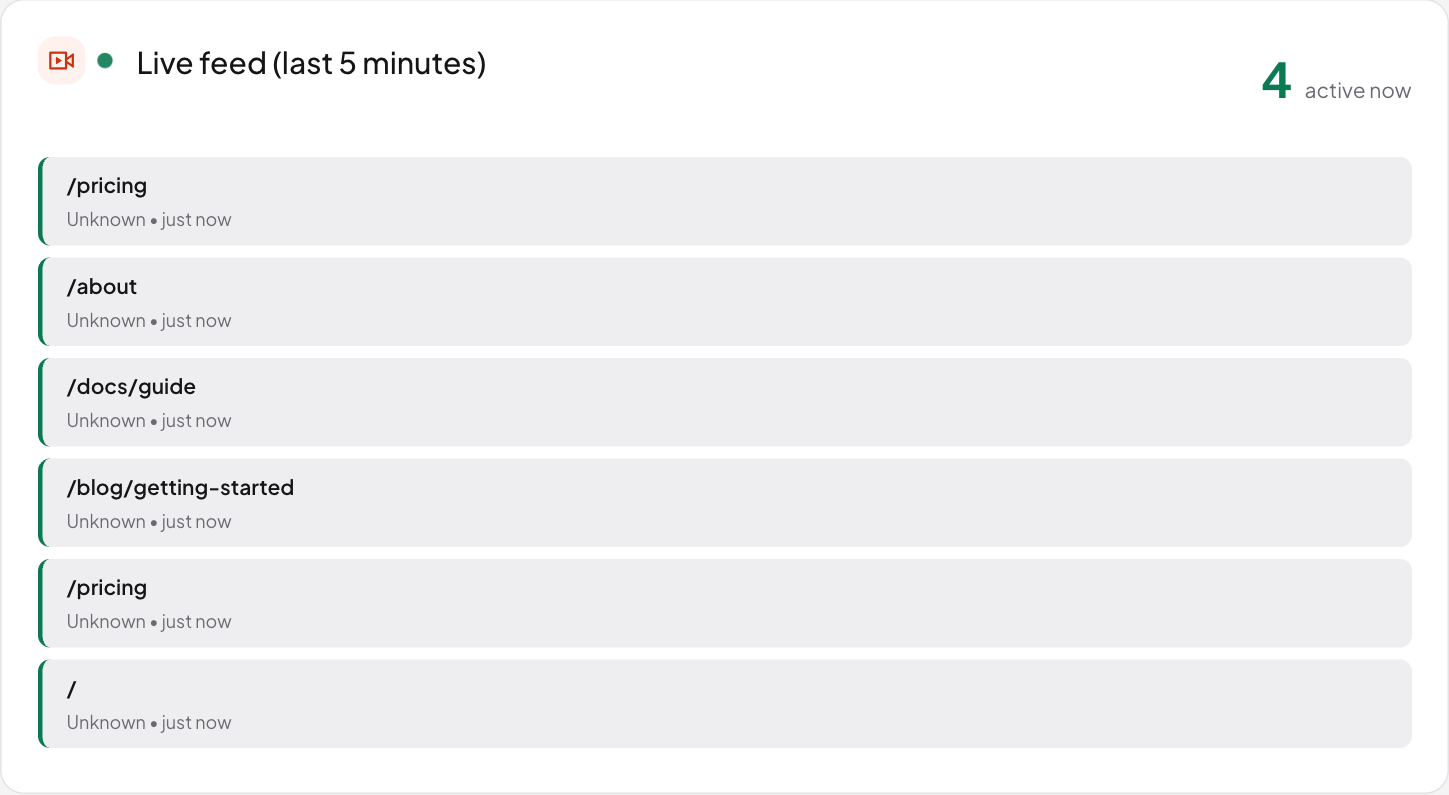 Live feed (last 5 minutes)
4 active now
/pricing
Unknown • just now
/about
Unknown • just now
/docs/guide
Unknown • just now
/blog/getting-started
Unknown • just now
/pricing
Unknown • just now
/
Unknown • just now